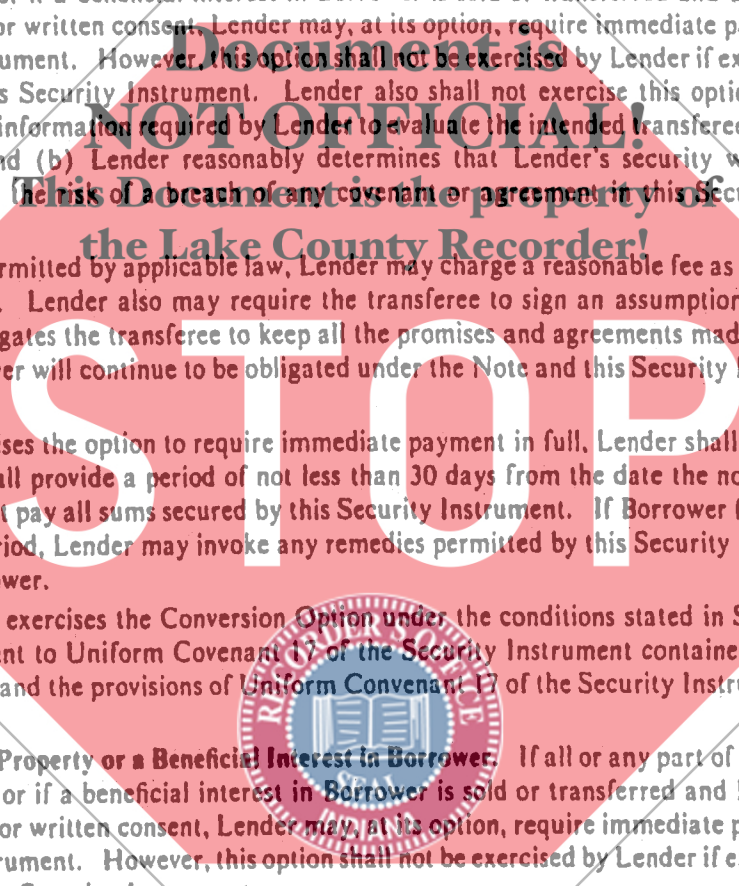 or written consent, Lender may, at its option, require immediate p
Document is
ument. However, this option shall not be exercised by Lender if ex
s Security Instrument. Lender also shall not exercise this opti
NOT OFFICIAL!
information required by Lender to evaluate the intended transferee
nd (b) Lender reasonably determines that Lender's security w
This Document is the property of
the risk of a breach of any covenant or agreement in this Secu
the Lake County Recorder!
rmitted by applicable law, Lender may charge a reasonable fee as
. Lender also may require the transferee to sign an assumption
gates the transferee to keep all the promises and agreements mad
er will continue to be obligated under the Note and this Security
STOP
ses the option to require immediate payment in full, Lender shall
all provide a period of not less than 30 days from the date the no
t pay all sums secured by this Security Instrument. If Borrower
riod, Lender may invoke any remedies permitted by this Security
ower.
exercises the Conversion Option under the conditions stated in S
ent to Uniform Covenant 17 of the Security Instrument containe
and the provisions of Uniform Convenant 17 of the Security Instr
RECORDER'S OFFICE
SEAL
Property or a Beneficial Interest in Borrower. If all or any part of
or if a beneficial interest in Borrower is sold or transferred and
or written consent, Lender may, at its option, require immediate p
rument. However, this option shall not be exercised by Lender if e